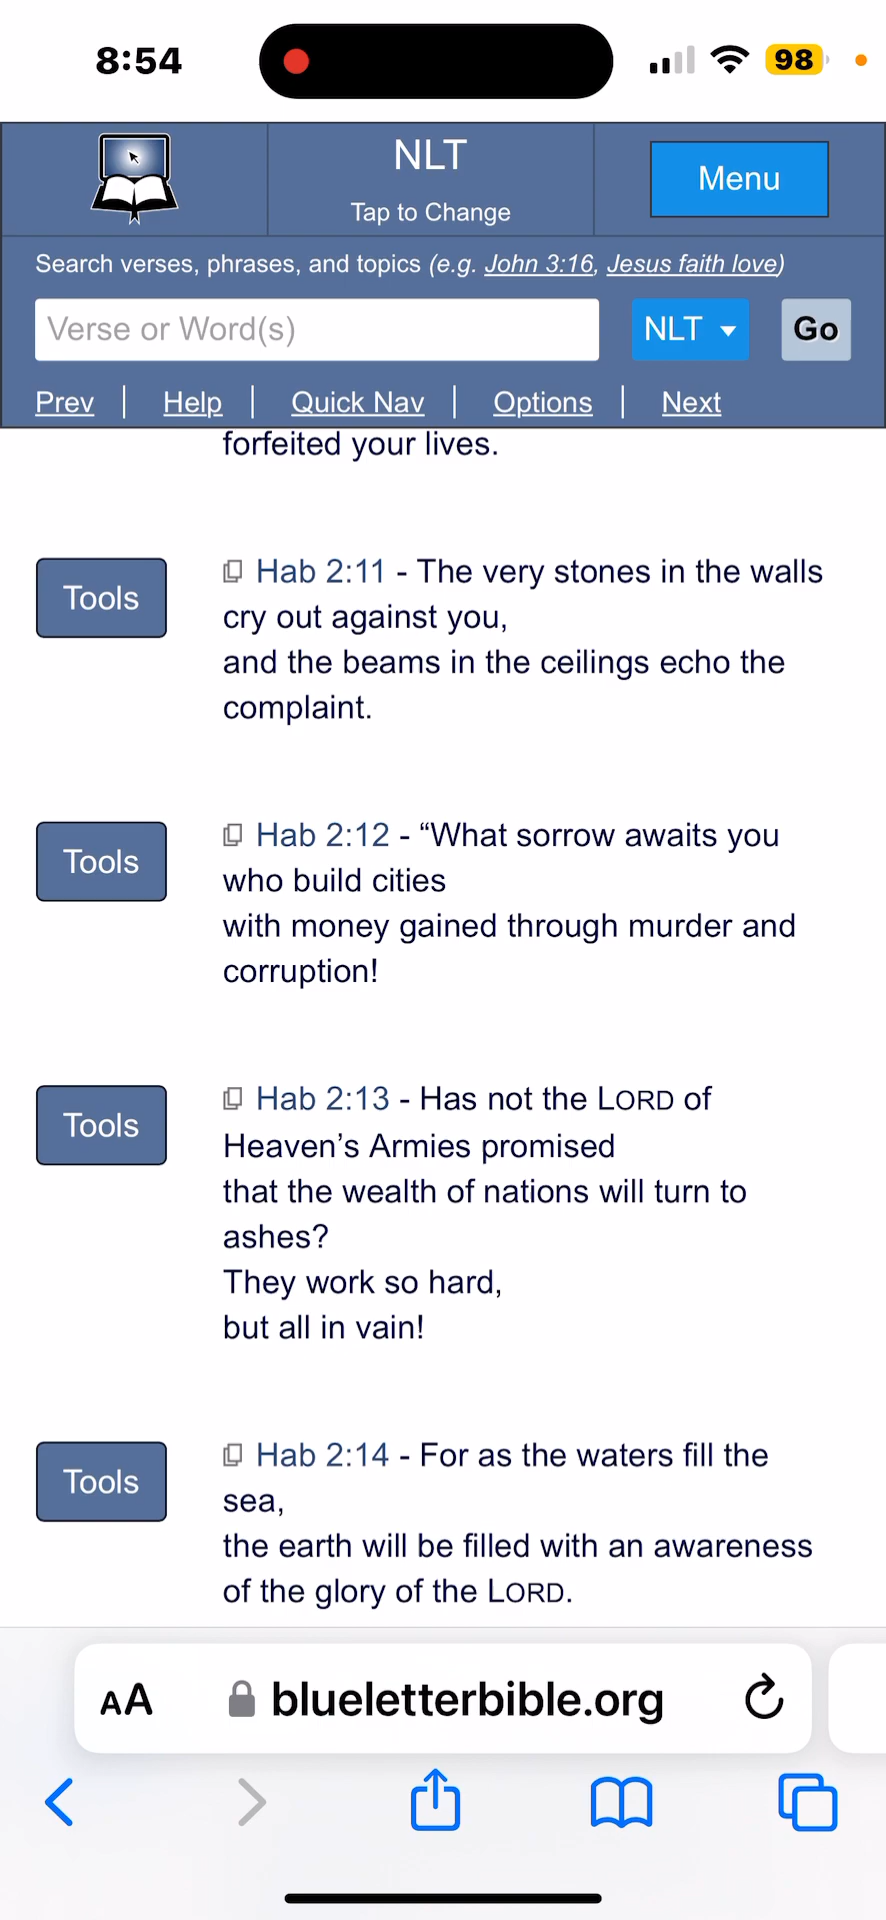 8:54
98
NLT
Tap to Change
Menu
Search verses, phrases, and topics (e.g. John 3:16, Jesus faith love)
Verse or Word(s)
NLT
Go
Prev | Help | Quick Nav | Options | Next
forfeited your lives.
Tools
Hab 2:11 - The very stones in the walls
cry out against you,
and the beams in the ceilings echo the
complaint.
Tools
Hab 2:12 - “What sorrow awaits you
who build cities
with money gained through murder and
corruption!
Tools
Hab 2:13 - Has not the LORD of
Heaven’s Armies promised
that the wealth of nations will turn to
ashes?
They work so hard,
but all in vain!
Tools
Hab 2:14 - For as the waters fill the
sea,
the earth will be filled with an awareness
of the glory of the LORD.
AA
blueletterbible.org